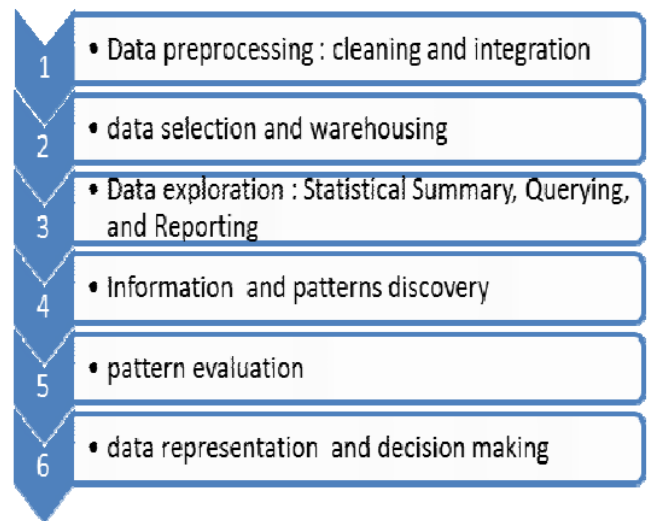 1
• Data preprocessing : cleaning and integration
2
• data selection and warehousing
3
• Data exploration : Statistical Summary, Querying,
and Reporting
4
• Information and patterns discovery
5
• pattern evaluation
6
• data representation and decision making